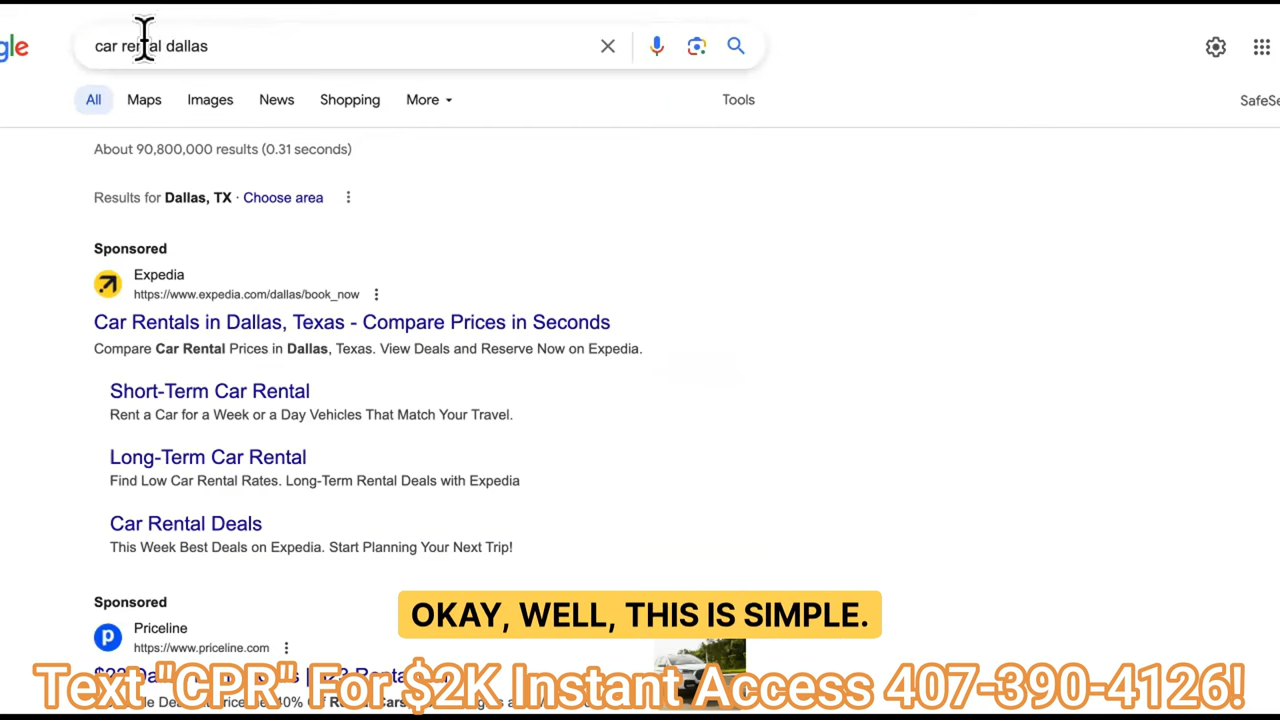 gle
car rental dallas
All Maps Images News Shopping More Tools SafeSe
About 90,800,000 results (0.31 seconds)
Results for Dallas, TX · Choose area
Sponsored
Expedia
https://www.expedia.com/dallas/book_now
Car Rentals in Dallas, Texas - Compare Prices in Seconds
Compare Car Rental Prices in Dallas, Texas. View Deals and Reserve Now on Expedia.
Short-Term Car Rental
Rent a Car for a Week or a Day Vehicles That Match Your Travel.
Long-Term Car Rental
Find Low Car Rental Rates. Long-Term Rental Deals with Expedia
Car Rental Deals
This Week Best Deals on Expedia. Start Planning Your Next Trip!
Sponsored
Priceline
https://www.priceline.com
OKAY, WELL, THIS IS SIMPLE.
Text "CPR" For $2K Instant Access 407-390-4126!